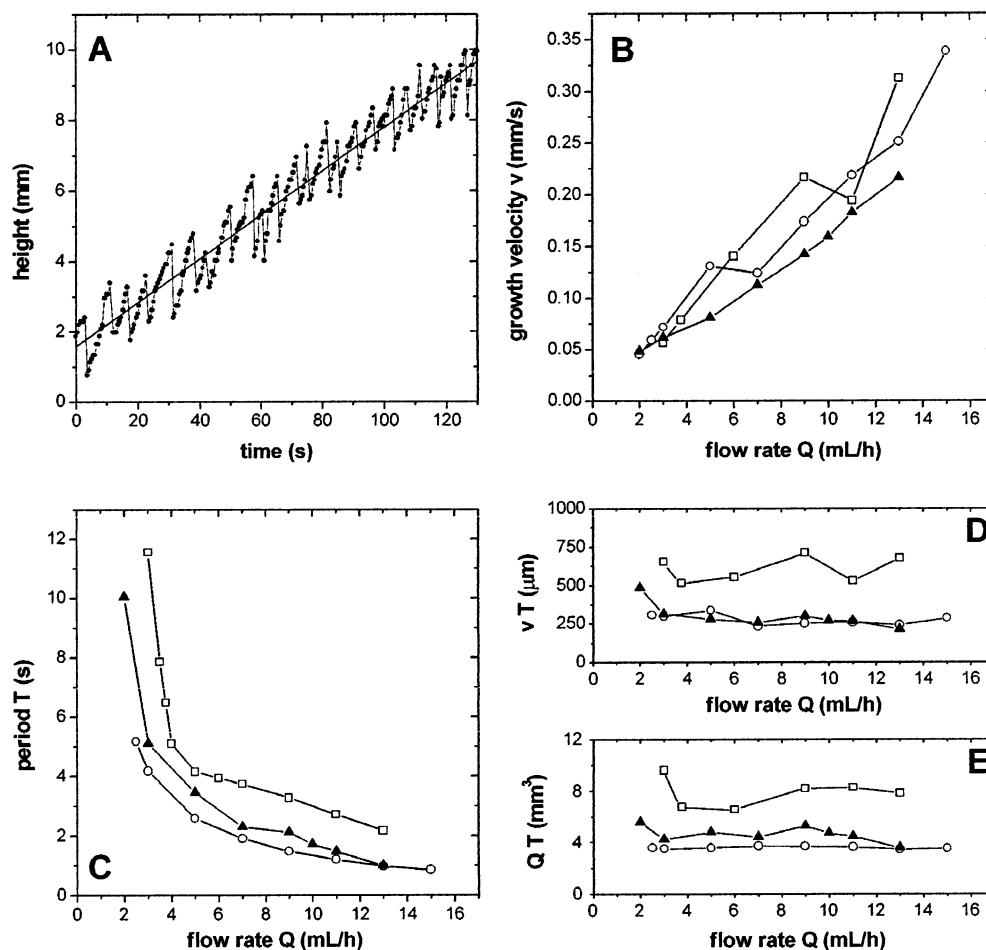 A
height (mm)
10
8
6
4
2
0
0 20 40 60 80 100 120
time (s)
B
growth velocity v (mm/s)
0.35
0.30
0.25
0.20
0.15
0.10
0.05
0.00
0 2 4 6 8 10 12 14 16
flow rate Q (mL/h)
C
period T (s)
12
10
8
6
4
2
0
0 2 4 6 8 10 12 14 16
flow rate Q (mL/h)
D
v T (μm)
1000
750
500
250
0
0 2 4 6 8 10 12 14 16
flow rate Q (mL/h)
E
Q T (mm³)
12
8
4
0
0 2 4 6 8 10 12 14 16
flow rate Q (mL/h)